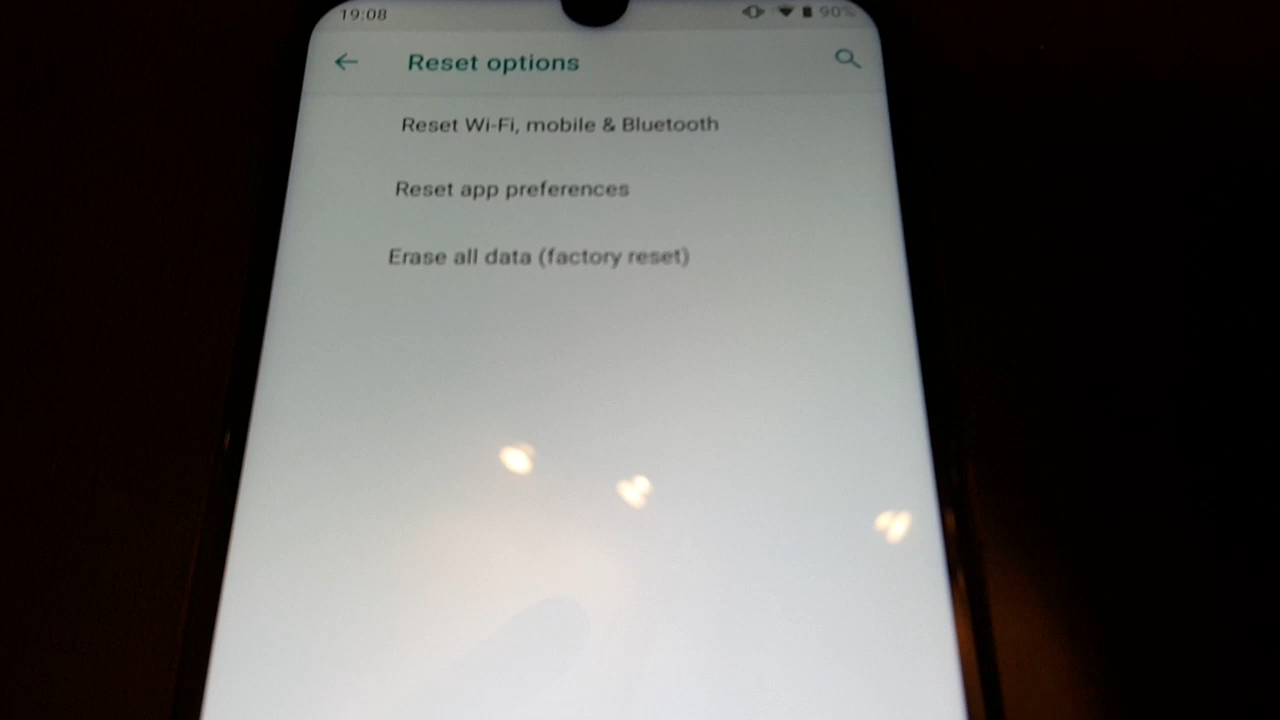 19:08
90%
Reset options
Reset Wi-Fi, mobile & Bluetooth
Reset app preferences
Erase all data (factory reset)